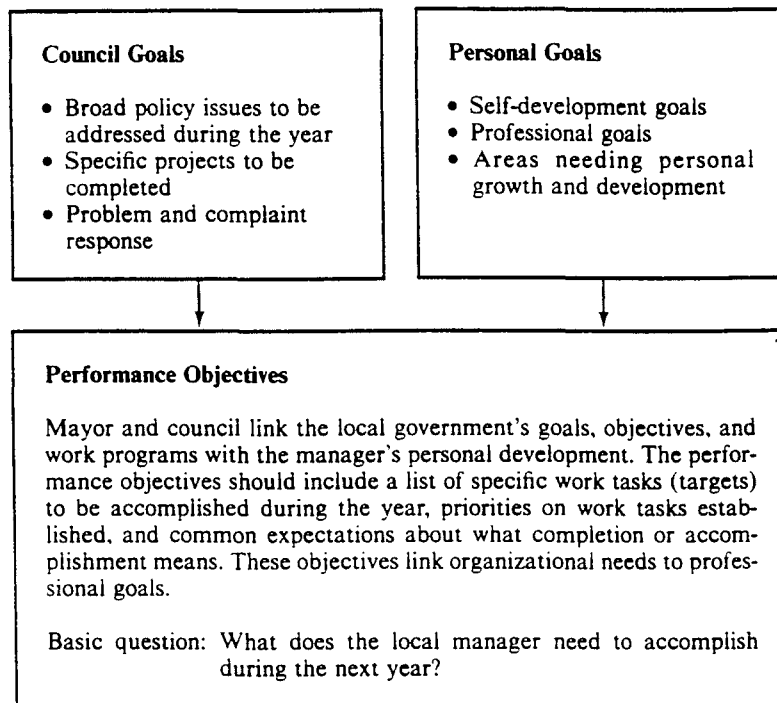 Council Goals
• Broad policy issues to be
addressed during the year
• Specific projects to be
completed
• Problem and complaint
response
Personal Goals
• Self-development goals
• Professional goals
• Areas needing personal
growth and development
Performance Objectives
Mayor and council link the local government's goals, objectives, and
work programs with the manager's personal development. The perfor-
mance objectives should include a list of specific work tasks (targets)
to be accomplished during the year, priorities on work tasks estab-
lished, and common expectations about what completion or accom-
plishment means. These objectives link organizational needs to profes-
sional goals.
Basic question: What does the local manager need to accomplish
during the next year?